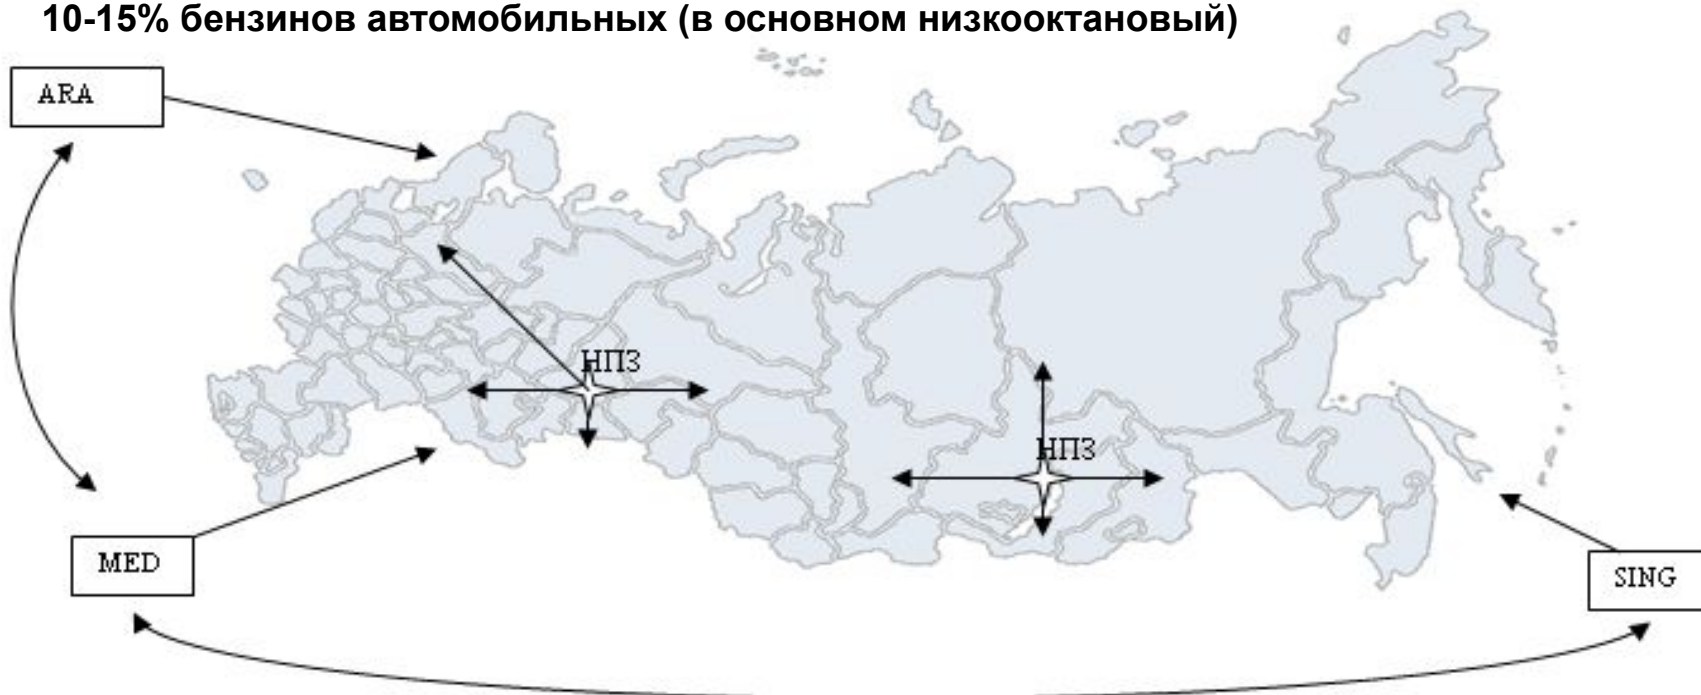 10-15% бензинов автомобильных (в основном низкооктановый)
ARA
НПЗ
НПЗ
MED
SING